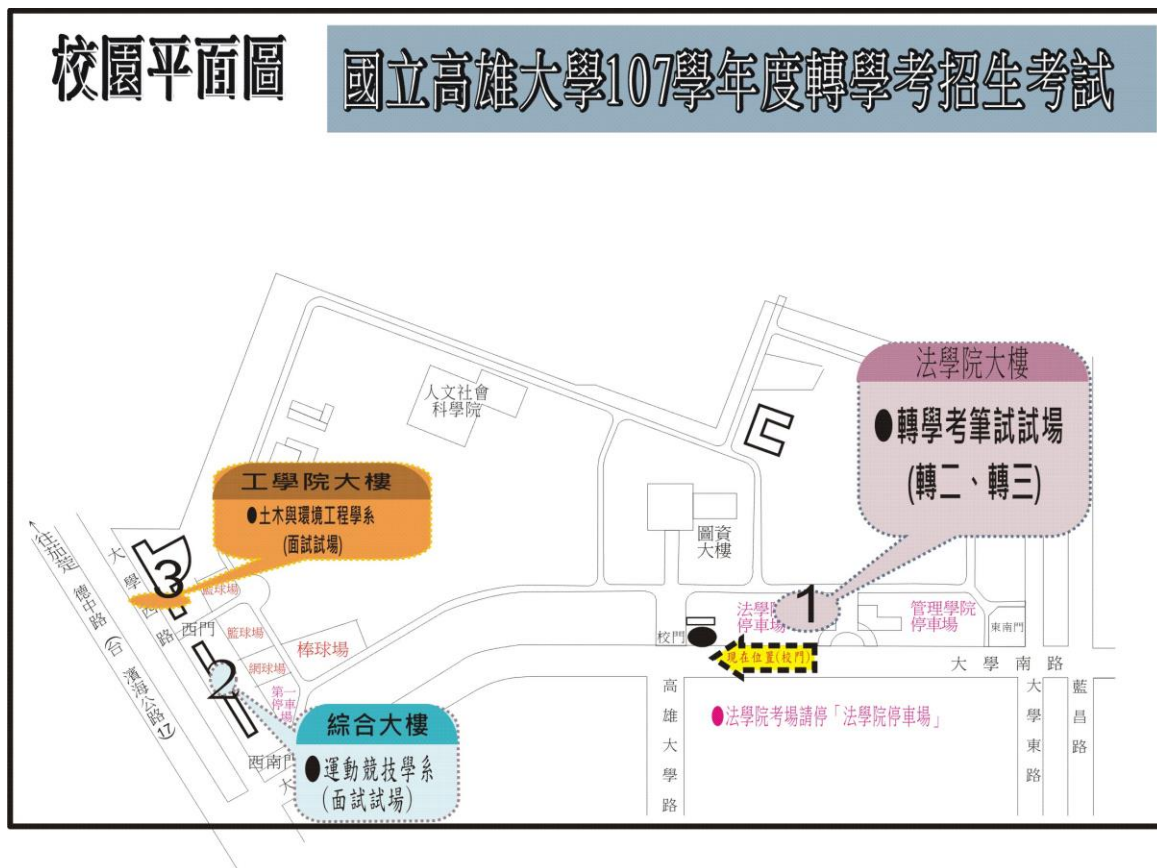 校園平面圖
國立高雄大學107學年度轉學考招生考試
法學院大樓
●轉學考筆試試場
(轉二、轉三)
人文社會
科學院
工學院大樓
●土木與環境工程學系
(面試試場)
圖資
大樓
3
籃球場
西門
籃球場
網球場
棒球場
第一
停車
場
2
大學西路
往茄萣
德中路(台
濱海公路17)
西南門
大
綜合大樓
●運動競技學系
(面試試場)
1
法學院
停車場
管理學院
停車場
東南門
校門
現在位置(校門)
大學南路
●法學院考場請停「法學院停車場」
高雄大學路
大學東路
藍昌路